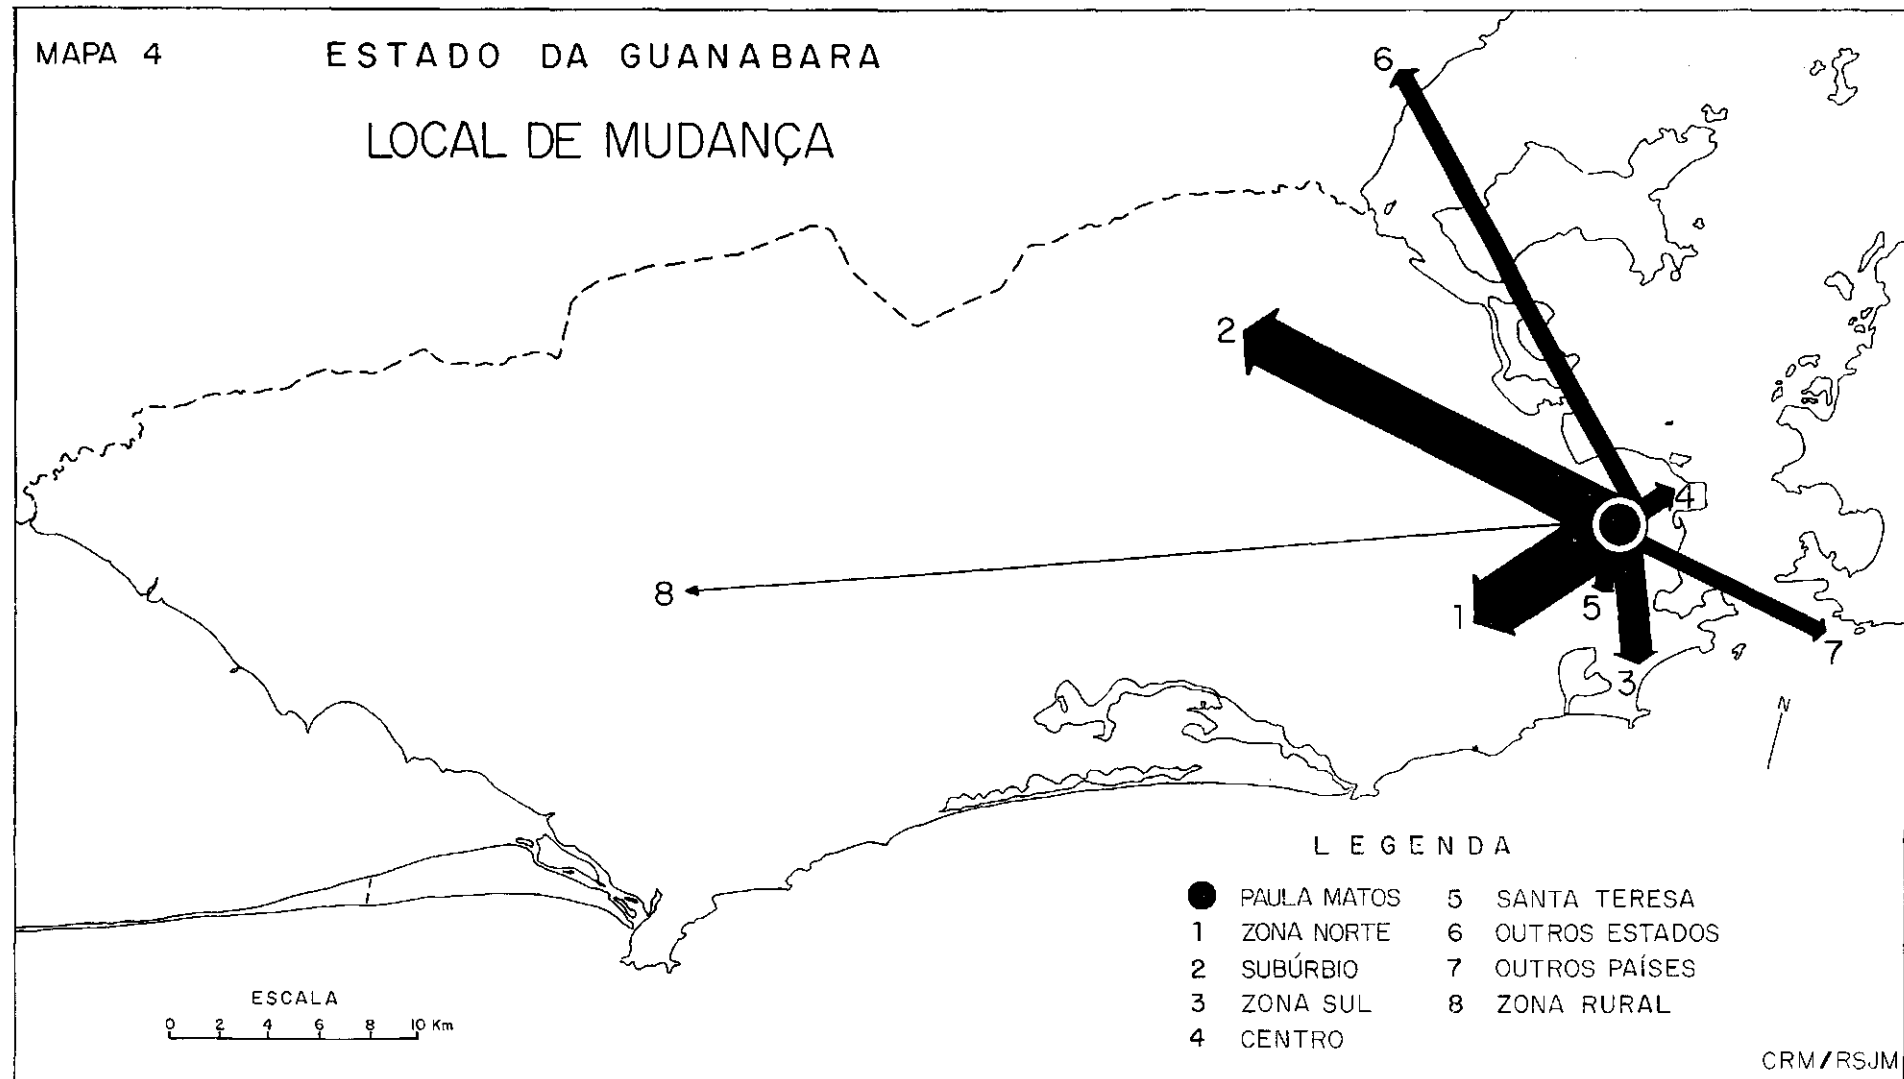 MAPA 4
ESTADO DA GUANABARA
LOCAL DE MUDANÇA
6
2
4
8
1
5
7
3
N
LEGENDA
PAULA MATOS
1 ZONA NORTE
2 SUBÚRBIO
3 ZONA SUL
4 CENTRO
5 SANTA TERESA
6 OUTROS ESTADOS
7 OUTROS PAÍSES
8 ZONA RURAL
ESCALA
0 2 4 6 8 10 Km
CRM/RSJM